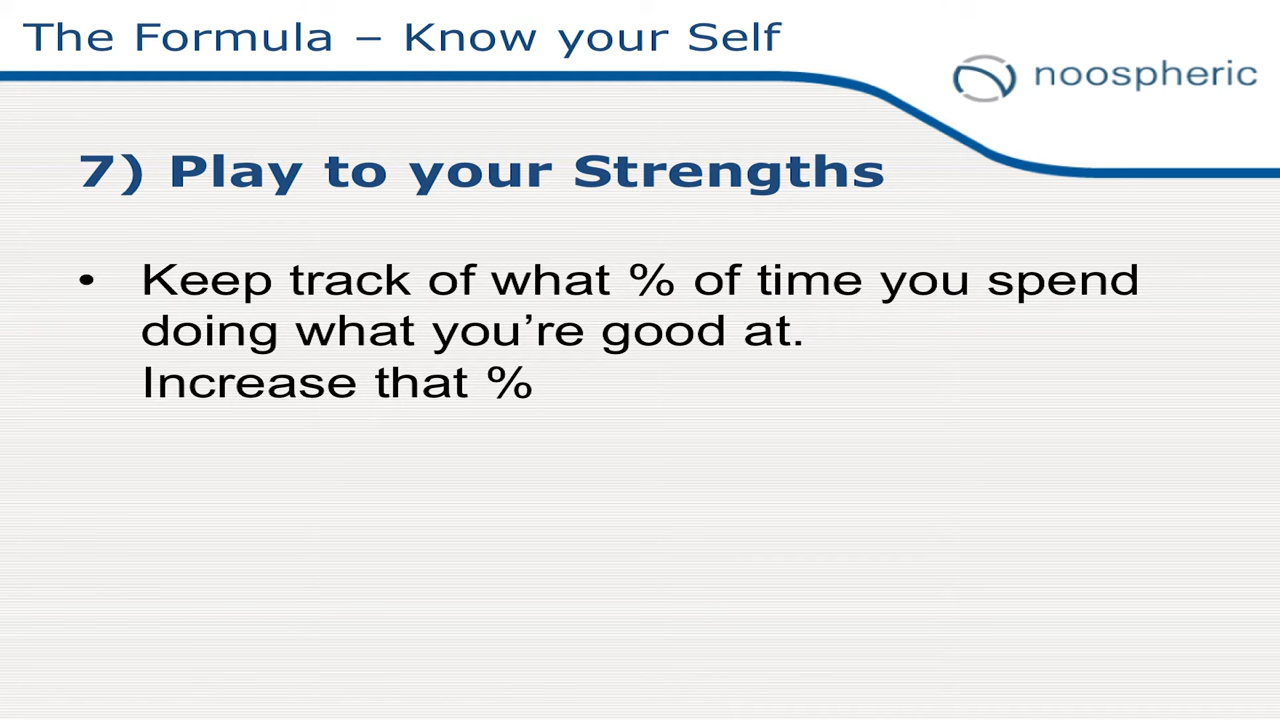 The Formula – Know your Self
noospheric
7) Play to your Strengths
• Keep track of what % of time you spend
doing what you’re good at.
Increase that %